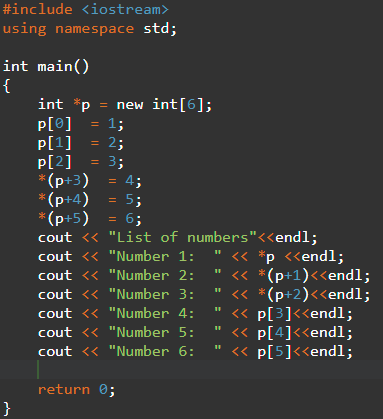 #include <iostream>
using namespace std;
int main()
{
    int *p = new int[6];
    p[0]  = 1;
    p[1]  = 2;
    p[2]  = 3;
    *(p+3)  = 4;
    *(p+4)  = 5;
    *(p+5)  = 6;
    cout << "List of numbers"<<endl;
    cout << "Number 1:  " << *p <<endl;
    cout << "Number 2:  " << *(p+1)<<endl;
    cout << "Number 3:  " << *(p+2)<<endl;
    cout << "Number 4:  " << p[3]<<endl;
    cout << "Number 5:  " << p[4]<<endl;
    cout << "Number 6:  " << p[5]<<endl;
    return 0;
}